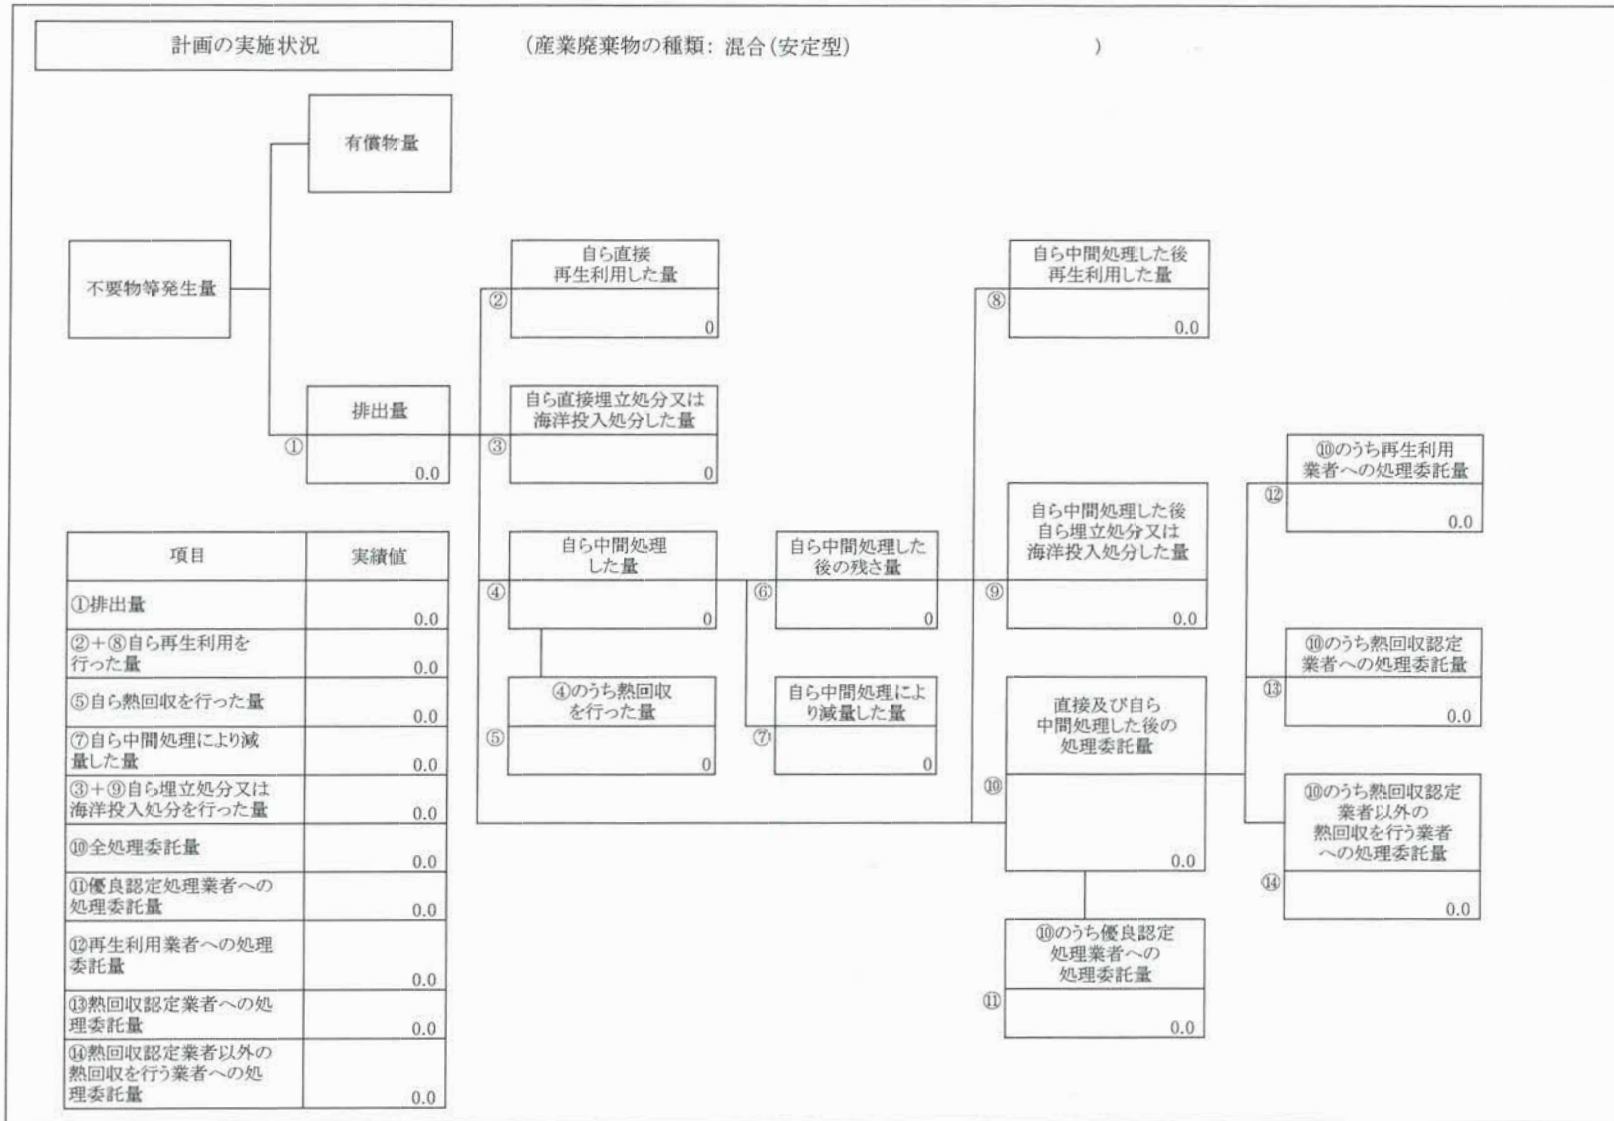 計画の実施状況
(産業廃棄物の種類: 混合(安定型) )
有償物量
不要物等発生量
自ら直接
再生利用した量
②
0
自ら中間処理した後
再生利用した量
⑧
0.0
排出量
①
0.0
自ら直接埋立処分又は
海洋投入処分した量
③
0
⑩のうち再生利用
業者への処理委託量
⑫
0.0
自ら中間処理した後
自ら埋立処分又は
海洋投入処分した量
⑨
0.0
自ら中間処理
した量
④
0
自ら中間処理した
後の残さ量
⑥
0
⑩のうち熱回収認定
業者への処理委託量
⑬
0.0
④のうち熱回収
を行った量
⑤
0
自ら中間処理によ
り減量した量
⑦
0
直接及び自ら
中間処理した後の
処理委託量
⑩
0.0
⑩のうち熱回収認定
業者以外の
熱回収を行う業者
への処理委託量
⑭
0.0
⑩のうち優良認定
処理業者への
処理委託量
⑪
0.0
項目 実績値
①排出量 0.0
②+⑧自ら再生利用を
行った量 0.0
⑤自ら熱回収を行った量 0.0
⑦自ら中間処理により減
量した量 0.0
③+⑨自ら埋立処分又は
海洋投入処分を行った量 0.0
⑩全処理委託量 0.0
⑪優良認定処理業者への
処理委託量 0.0
⑫再生利用業者への処理
委託量 0.0
⑬熱回収認定業者への処
理委託量 0.0
⑭熱回収認定業者以外の
熱回収を行う業者への処
理委託量 0.0